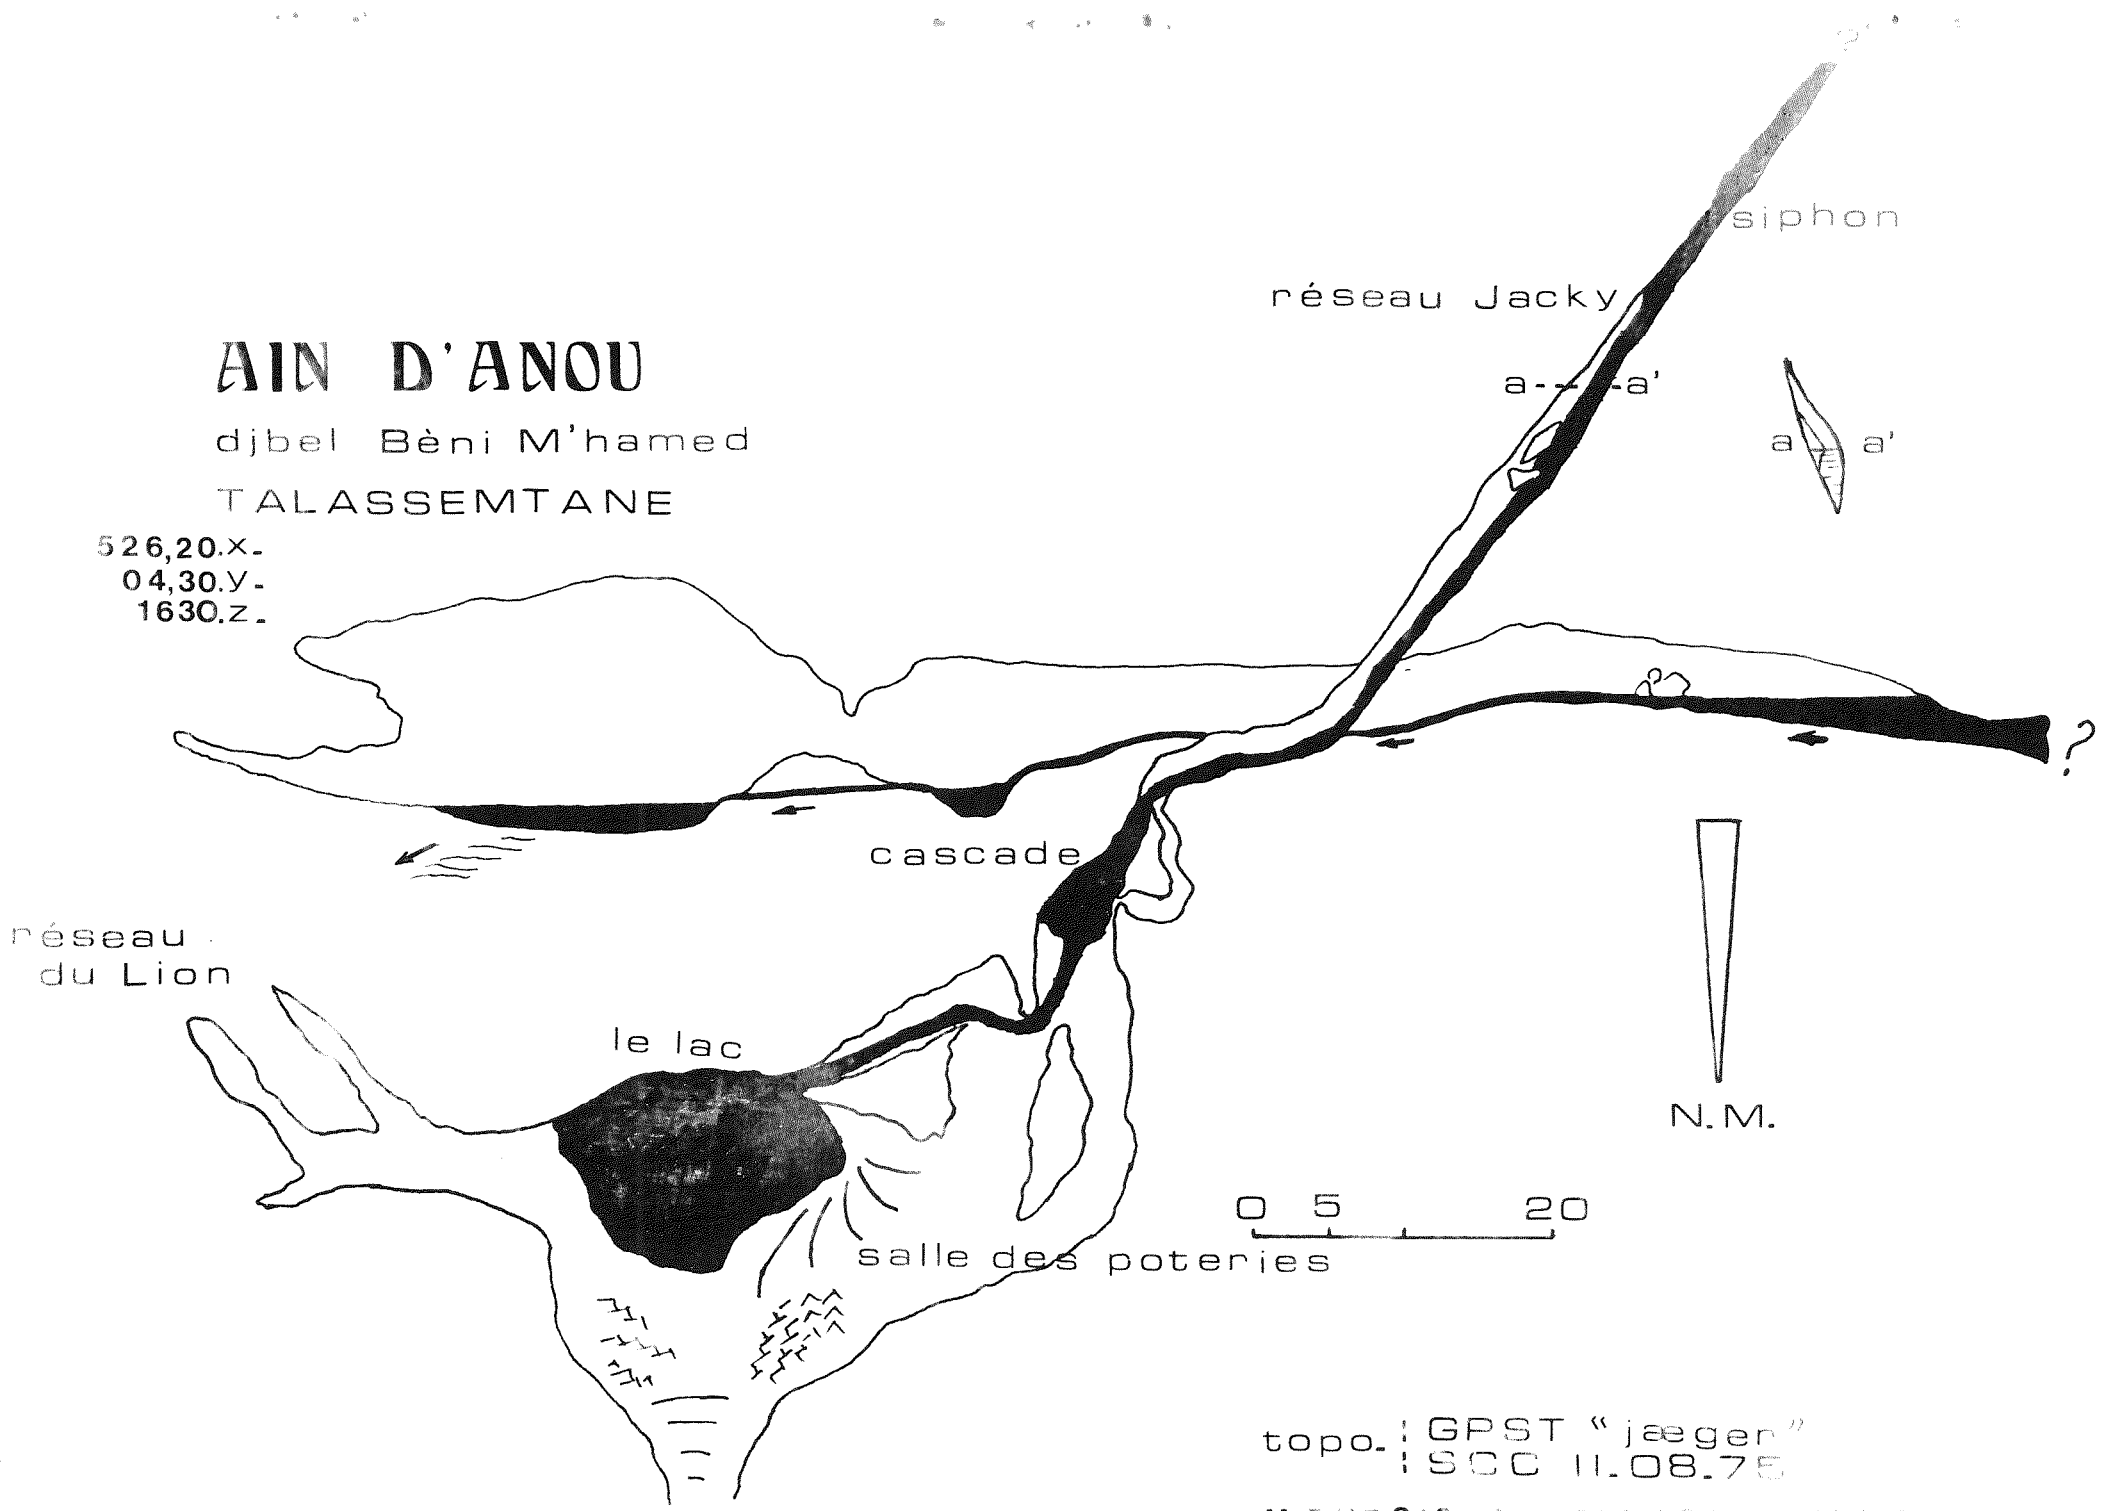 ?
siphon
réseau Jacky
a a'
a a'
AIN D'ANOU
djbel Bèni M'hamed
TALASSEMTANE
526,20.x-
04,30.y-
1630.z-
?
cascade
réseau
du Lion
le lac
N.M.
0 5 20
salle des poteries
topo. GPST "jæger"
SCC 11.08.75